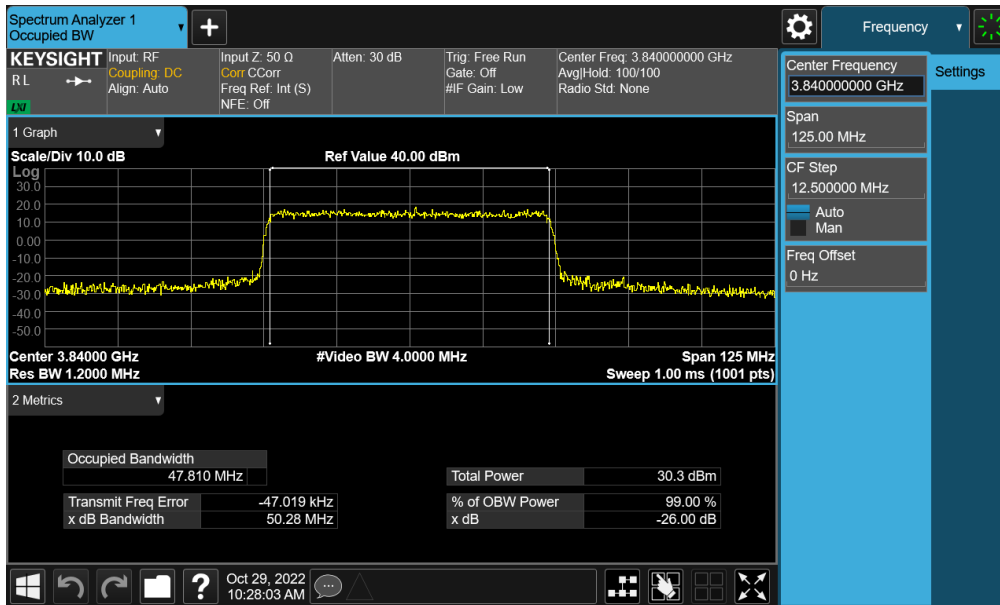 Spectrum Analyzer 1
Occupied BW
+
Frequency
KEYSIGHT Input: RF Input Z: 50 Ω Atten: 30 dB Trig: Free Run Center Freq: 3.840000000 GHz
RL Coupling: DC Corr CCorr Gate: Off Avg|Hold: 100/100
Align: Auto Freq Ref: Int (S) #IF Gain: Low Radio Std: None
LXI NFE: Off
Center Frequency
3.840000000 GHz
Settings
Span
125.00 MHz
CF Step
12.500000 MHz
Auto
Man
Freq Offset
0 Hz
1 Graph
Scale/Div 10.0 dB Ref Value 40.00 dBm
Log
30.0
20.0
10.0
0.00
-10.0
-20.0
-30.0
-40.0
-50.0
Center 3.84000 GHz #Video BW 4.0000 MHz Span 125 MHz
Res BW 1.2000 MHz Sweep 1.00 ms (1001 pts)
2 Metrics
Occupied Bandwidth
47.810 MHz Total Power 30.3 dBm
Transmit Freq Error -47.019 kHz % of OBW Power 99.00 %
x dB Bandwidth 50.28 MHz x dB -26.00 dB
? Oct 29, 2022
10:28:03 AM